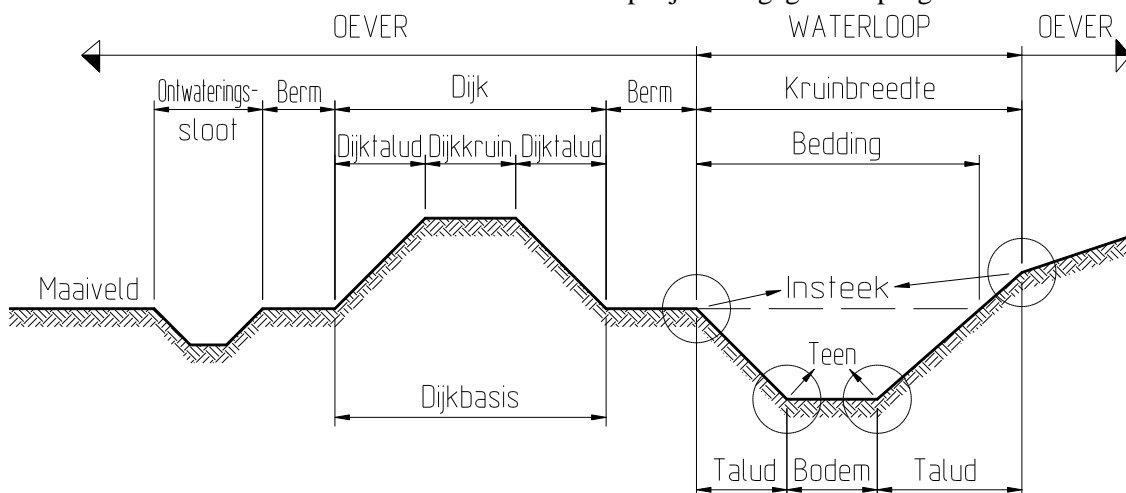 OEVER WATERLOOP OEVER
Ontwaterings-
sloot
Berm Dijk Berm Kruinbreedte
Dijktalud Dijkkruin Dijktalud Bedding
Maaiveld Insteek
Teen
Dijkbasis
Talud Bodem Talud